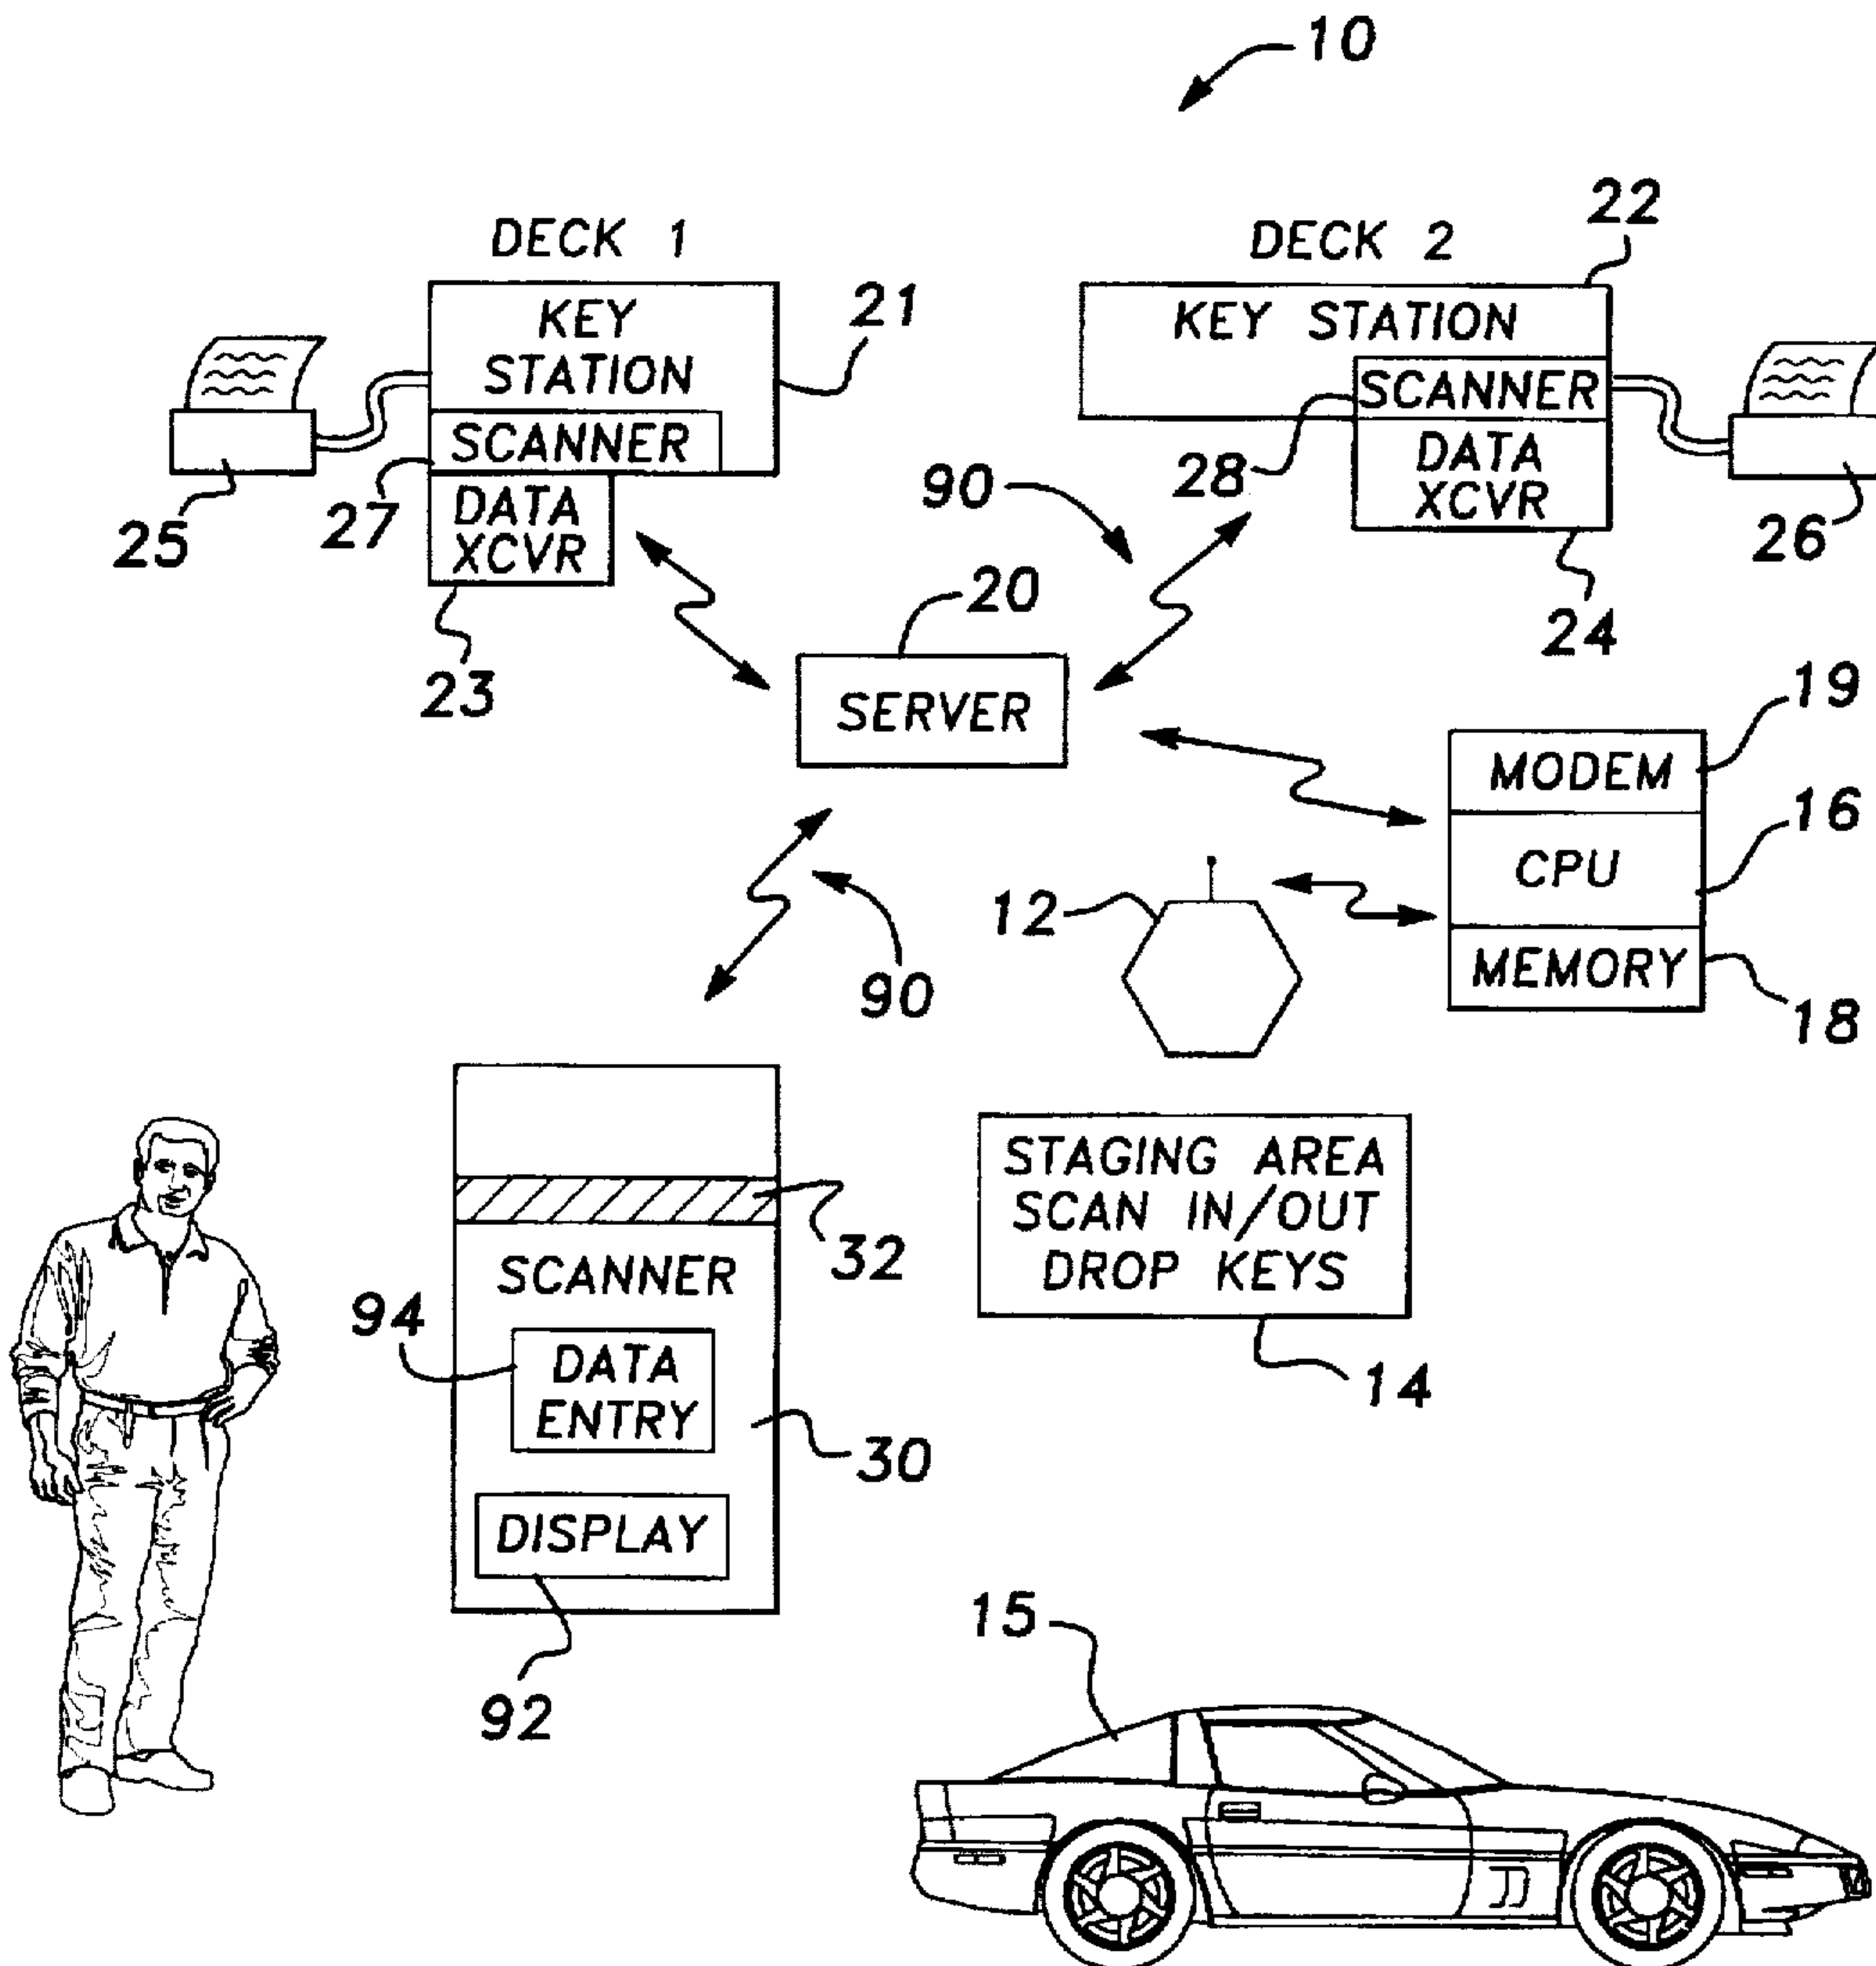 10
DECK 1
DECK 2
22
KEY
STATION
21
KEY STATION
SCANNER
SCANNER
28
DATA
XCVR
DATA
XCVR
25
27
90
26
20
24
23
SERVER
19
MODEM
16
CPU
12
MEMORY
90
18
STAGING AREA
SCAN IN/OUT
DROP KEYS
32
SCANNER
94
DATA
ENTRY
14
30
DISPLAY
15
92